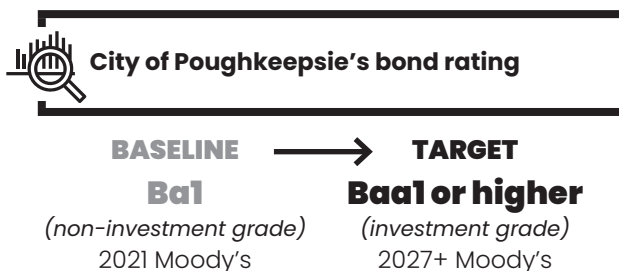 City of Poughkeepsie’s bond rating
BASELINE TARGET
Ba1 Baa1 or higher
(non-investment grade) (investment grade)
2021 Moody’s 2027+ Moody’s